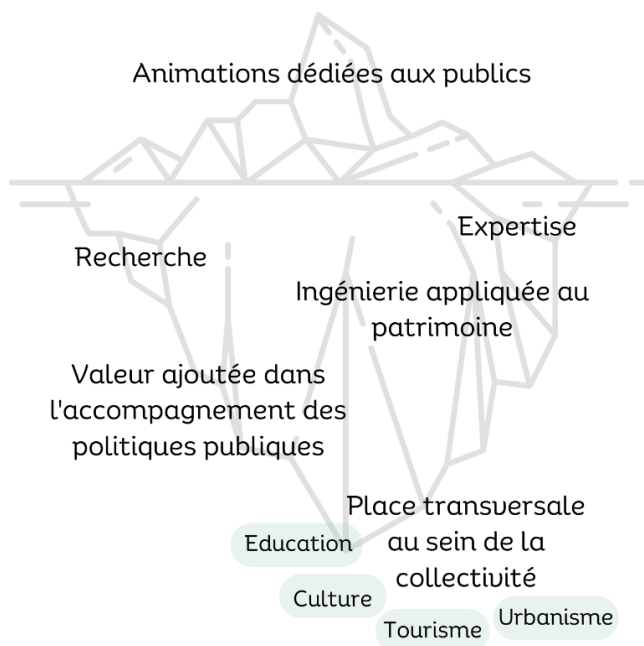 Animations dédiées aux publics
Expertise
Recherche
Ingénierie appliquée au
patrimoine
Valeur ajoutée dans
l'accompagnement des
politiques publiques
Place transversale
au sein de la
collectivité
Education
Culture
Tourisme
Urbanisme